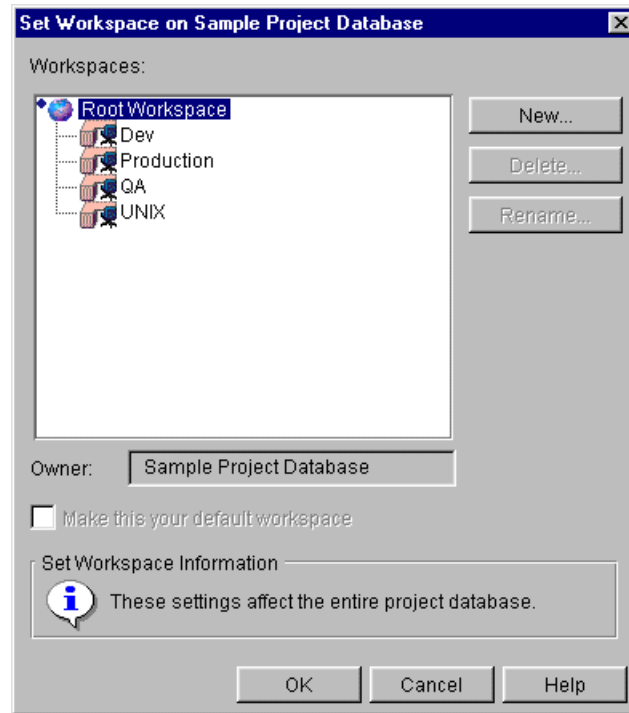 Set Workspace on Sample Project Database
Workspaces:
Root Workspace
Dev
Production
QA
UNIX
New...
Delete...
Rename...
Owner: Sample Project Database
Make this your default workspace
Set Workspace Information
These settings affect the entire project database.
OK Cancel Help